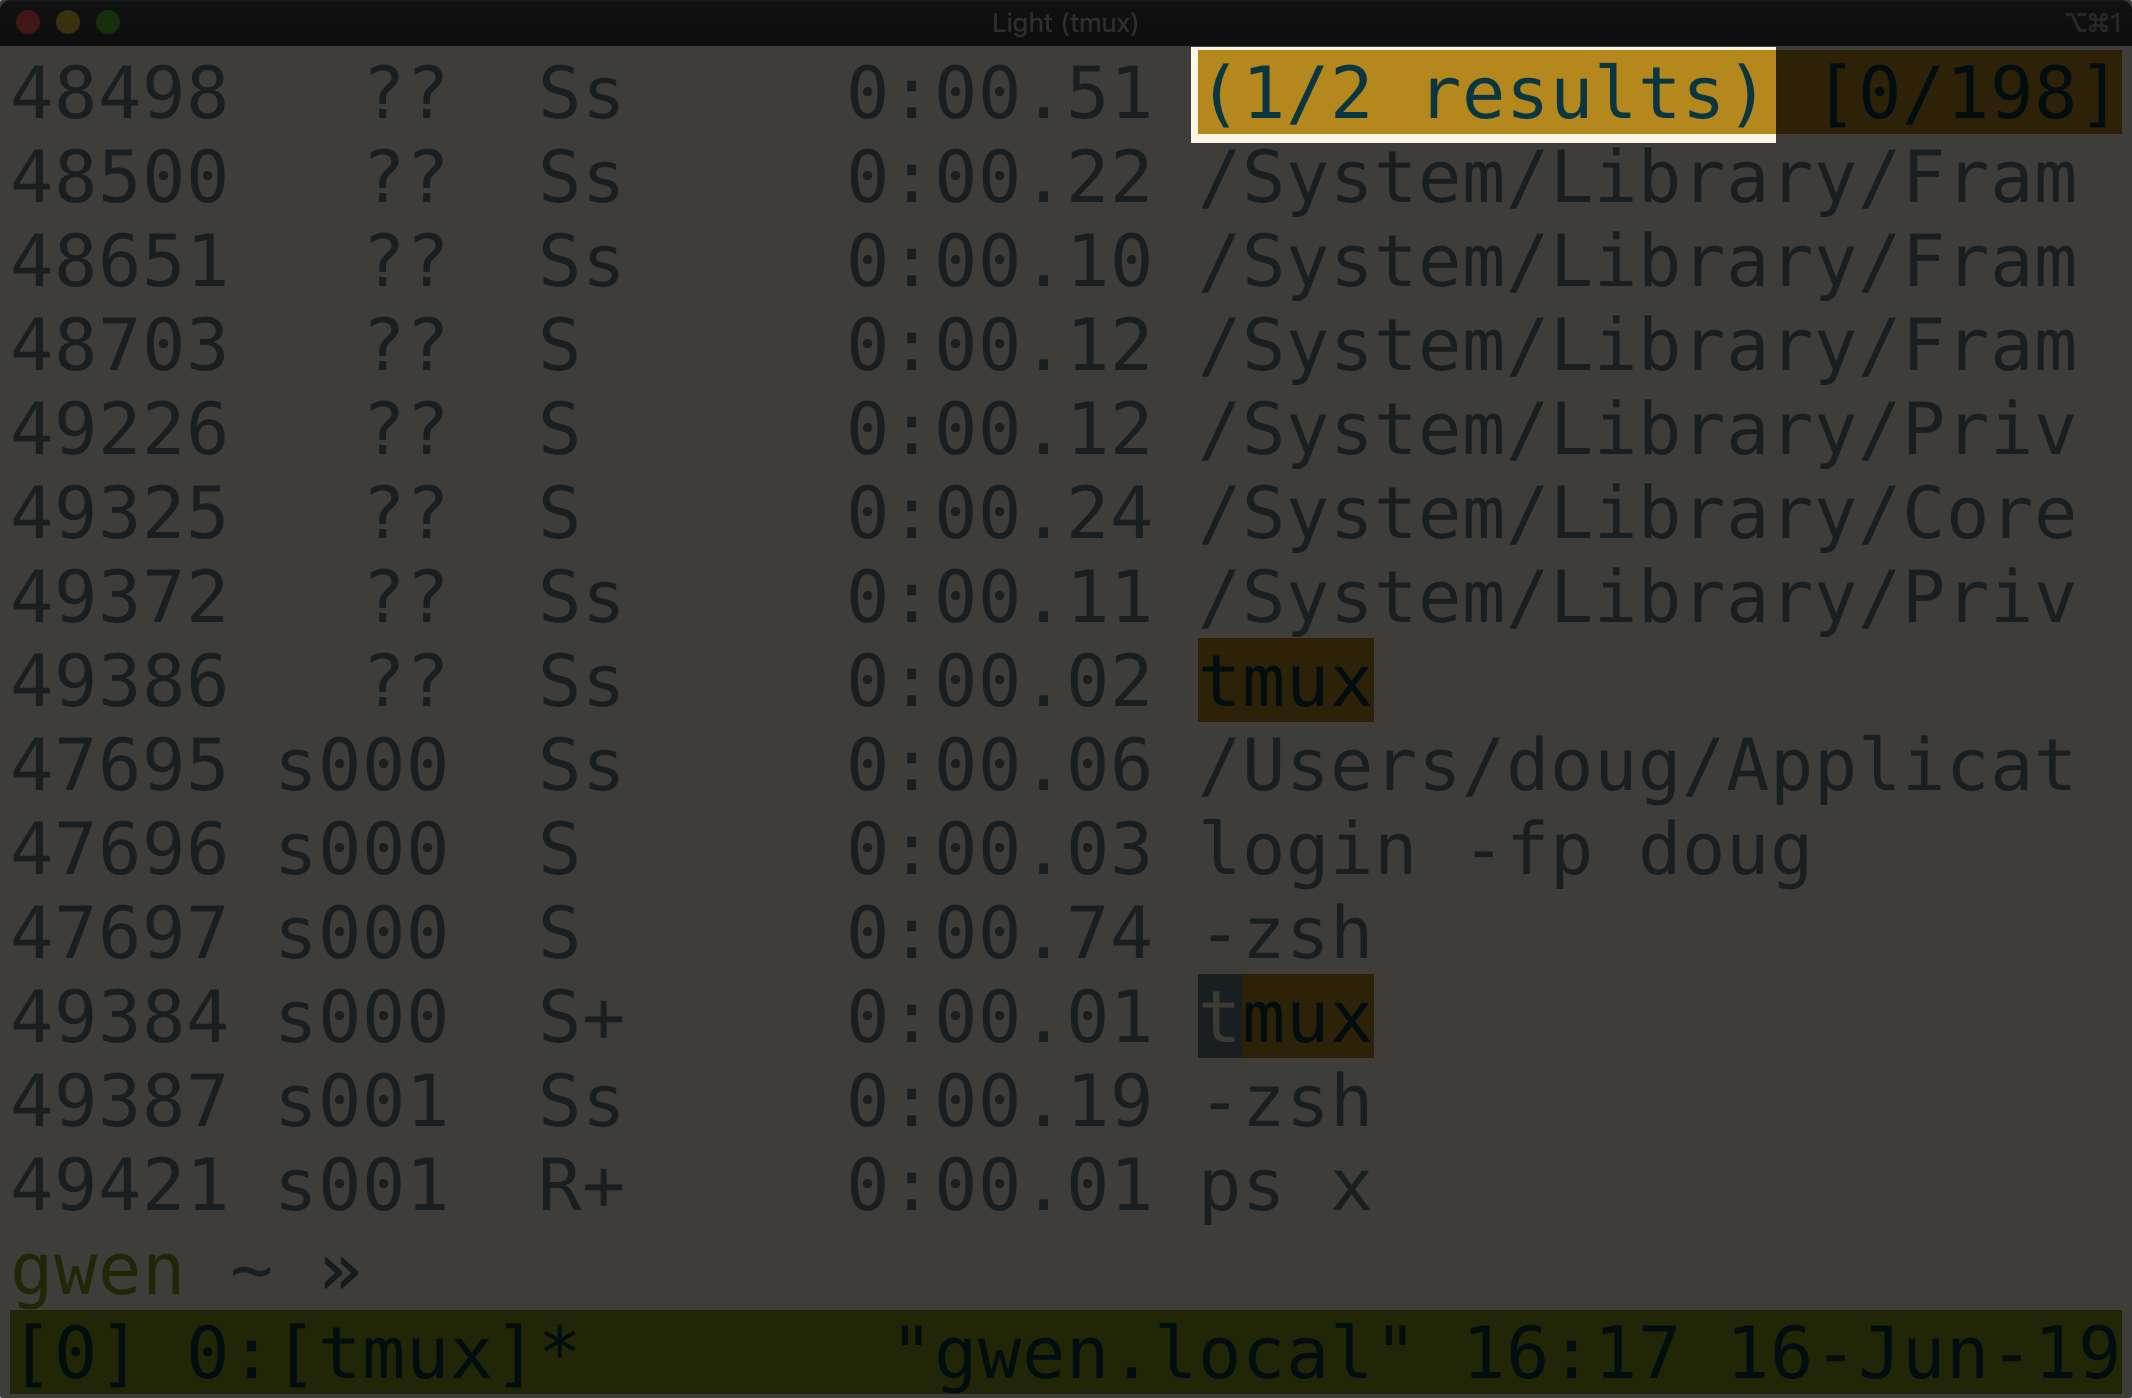 Light (tmux) ⌥⌘1
48498 ?? Ss 0:00.51 (1/2 results) [0/198]
48500 ?? Ss 0:00.22 /System/Library/Fram
48651 ?? Ss 0:00.10 /System/Library/Fram
48703 ?? S 0:00.12 /System/Library/Fram
49226 ?? S 0:00.12 /System/Library/Priv
49325 ?? S 0:00.24 /System/Library/Core
49372 ?? Ss 0:00.11 /System/Library/Priv
49386 ?? Ss 0:00.02 tmux
47695 s000 Ss 0:00.06 /Users/doug/Applicat
47696 s000 S 0:00.03 login -fp doug
47697 s000 S 0:00.74 -zsh
49384 s000 S+ 0:00.01 tmux
49387 s001 Ss 0:00.19 -zsh
49421 s001 R+ 0:00.01 ps x
gwen ~ »
[0] 0:[tmux]* "gwen.local" 16:17 16-Jun-19